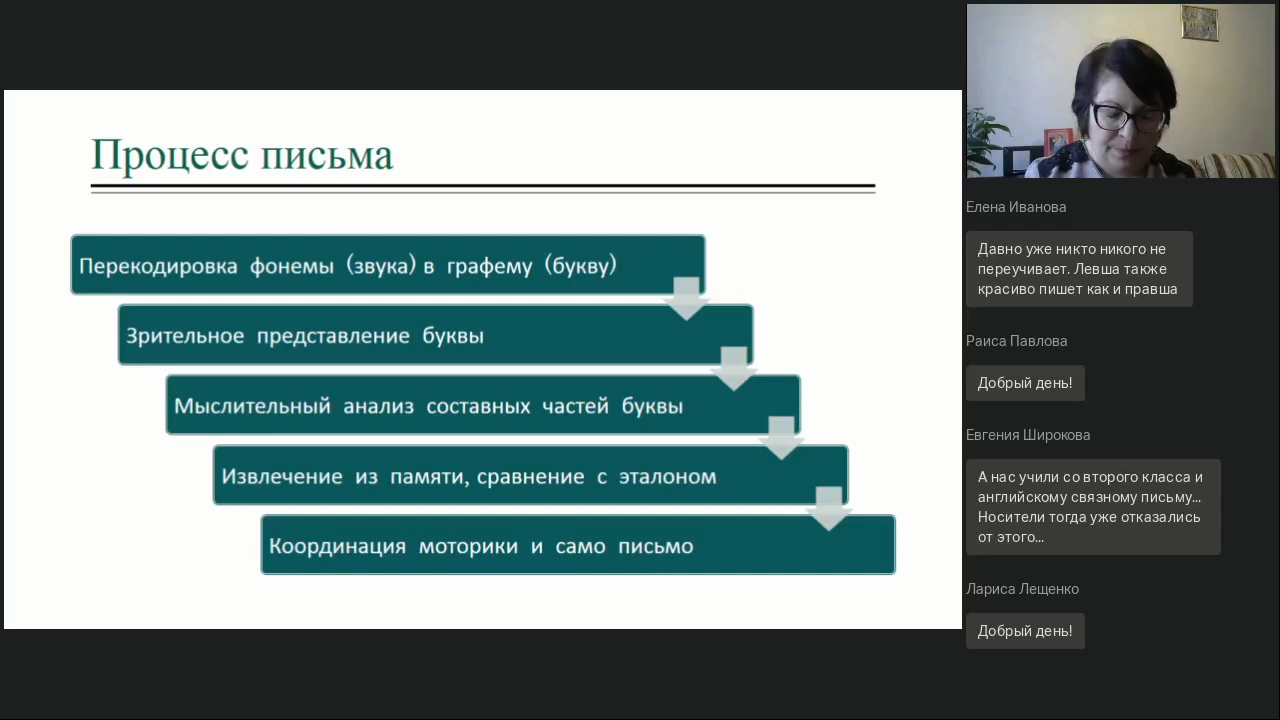 Процесс письма
Перекодировка фонемы (звука) в графему (букву)
Зрительное представление буквы
Мыслительный анализ составных частей буквы
Извлечение из памяти, сравнение с эталоном
Координация моторики и само письмо
Елена Иванова
Давно уже никто никого не
переучивает. Левша также
красиво пишет как и правша
Раиса Павлова
Добрый день!
Евгения Широкова
А нас учили со второго класса и
английскому связному письму...
Носители тогда уже отказались
от этого...
Лариса Лещенко
Добрый день!